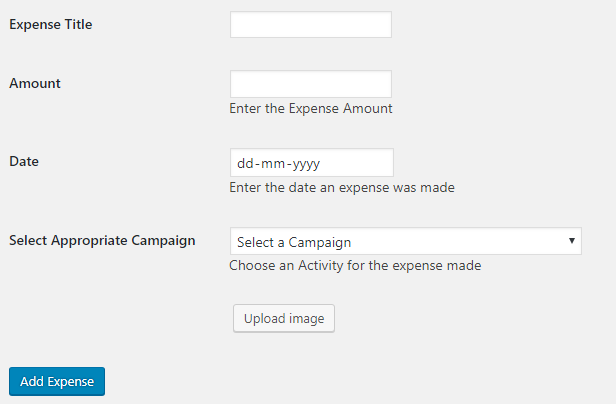 Expense Title
Amount
Enter the Expense Amount
Date
dd-mm-yyyy
Enter the date an expense was made
Select Appropriate Campaign
Select a Campaign
Choose an Activity for the expense made
Upload image
Add Expense